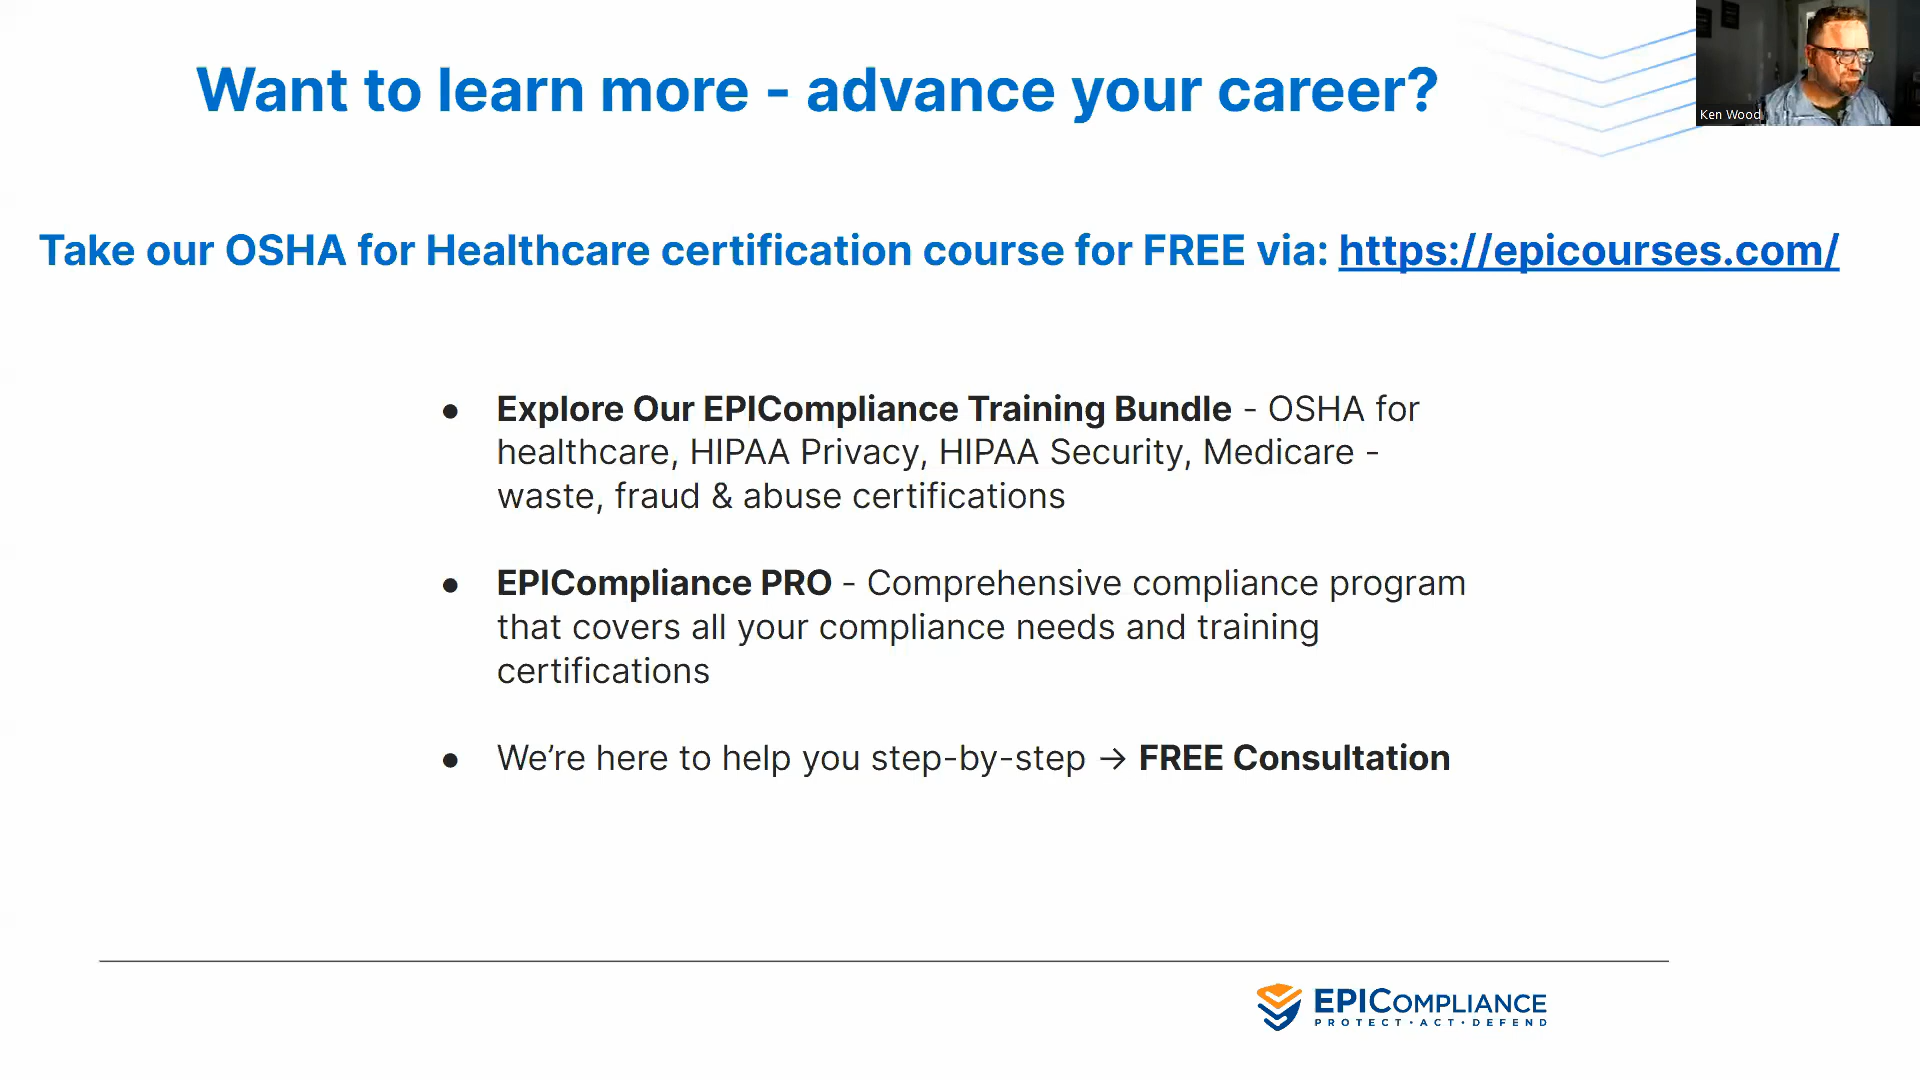 Want to learn more - advance your career?
Ken Wood
Take our OSHA for Healthcare certification course for FREE via: https://epicourses.com/
● Explore Our EPICompliance Training Bundle - OSHA for
healthcare, HIPAA Privacy, HIPAA Security, Medicare -
waste, fraud & abuse certifications
● EPICompliance PRO - Comprehensive compliance program
that covers all your compliance needs and training
certifications
● We’re here to help you step-by-step → FREE Consultation
EPICOMPLIANCE
PROTECT · ACT · DEFEND